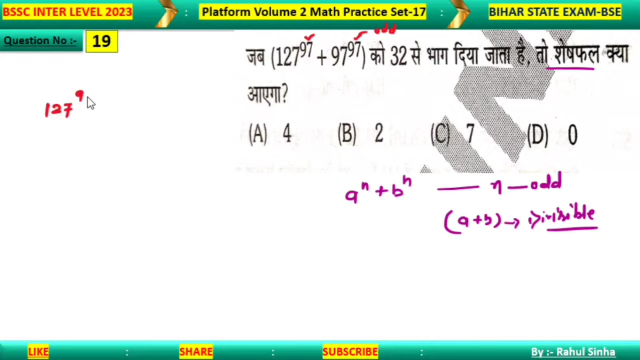 BSSC INTER LEVEL 2023 Platform Volume 2 Math Practice Set-17 BIHAR STATE EXAM-BSE
Question No : 19
odd
जब (127^97 + 97^97) को 32 से भाग दिया जाता है, तो शेषफल क्या
आएगा?
127^9
(A) 4 (B) 2 (C) 7 (D) 0
a^n + b^n — n — odd
(a+b) → divisible
LIKE : SHARE : SUBSCRIBE : By :- Rahul Sinha